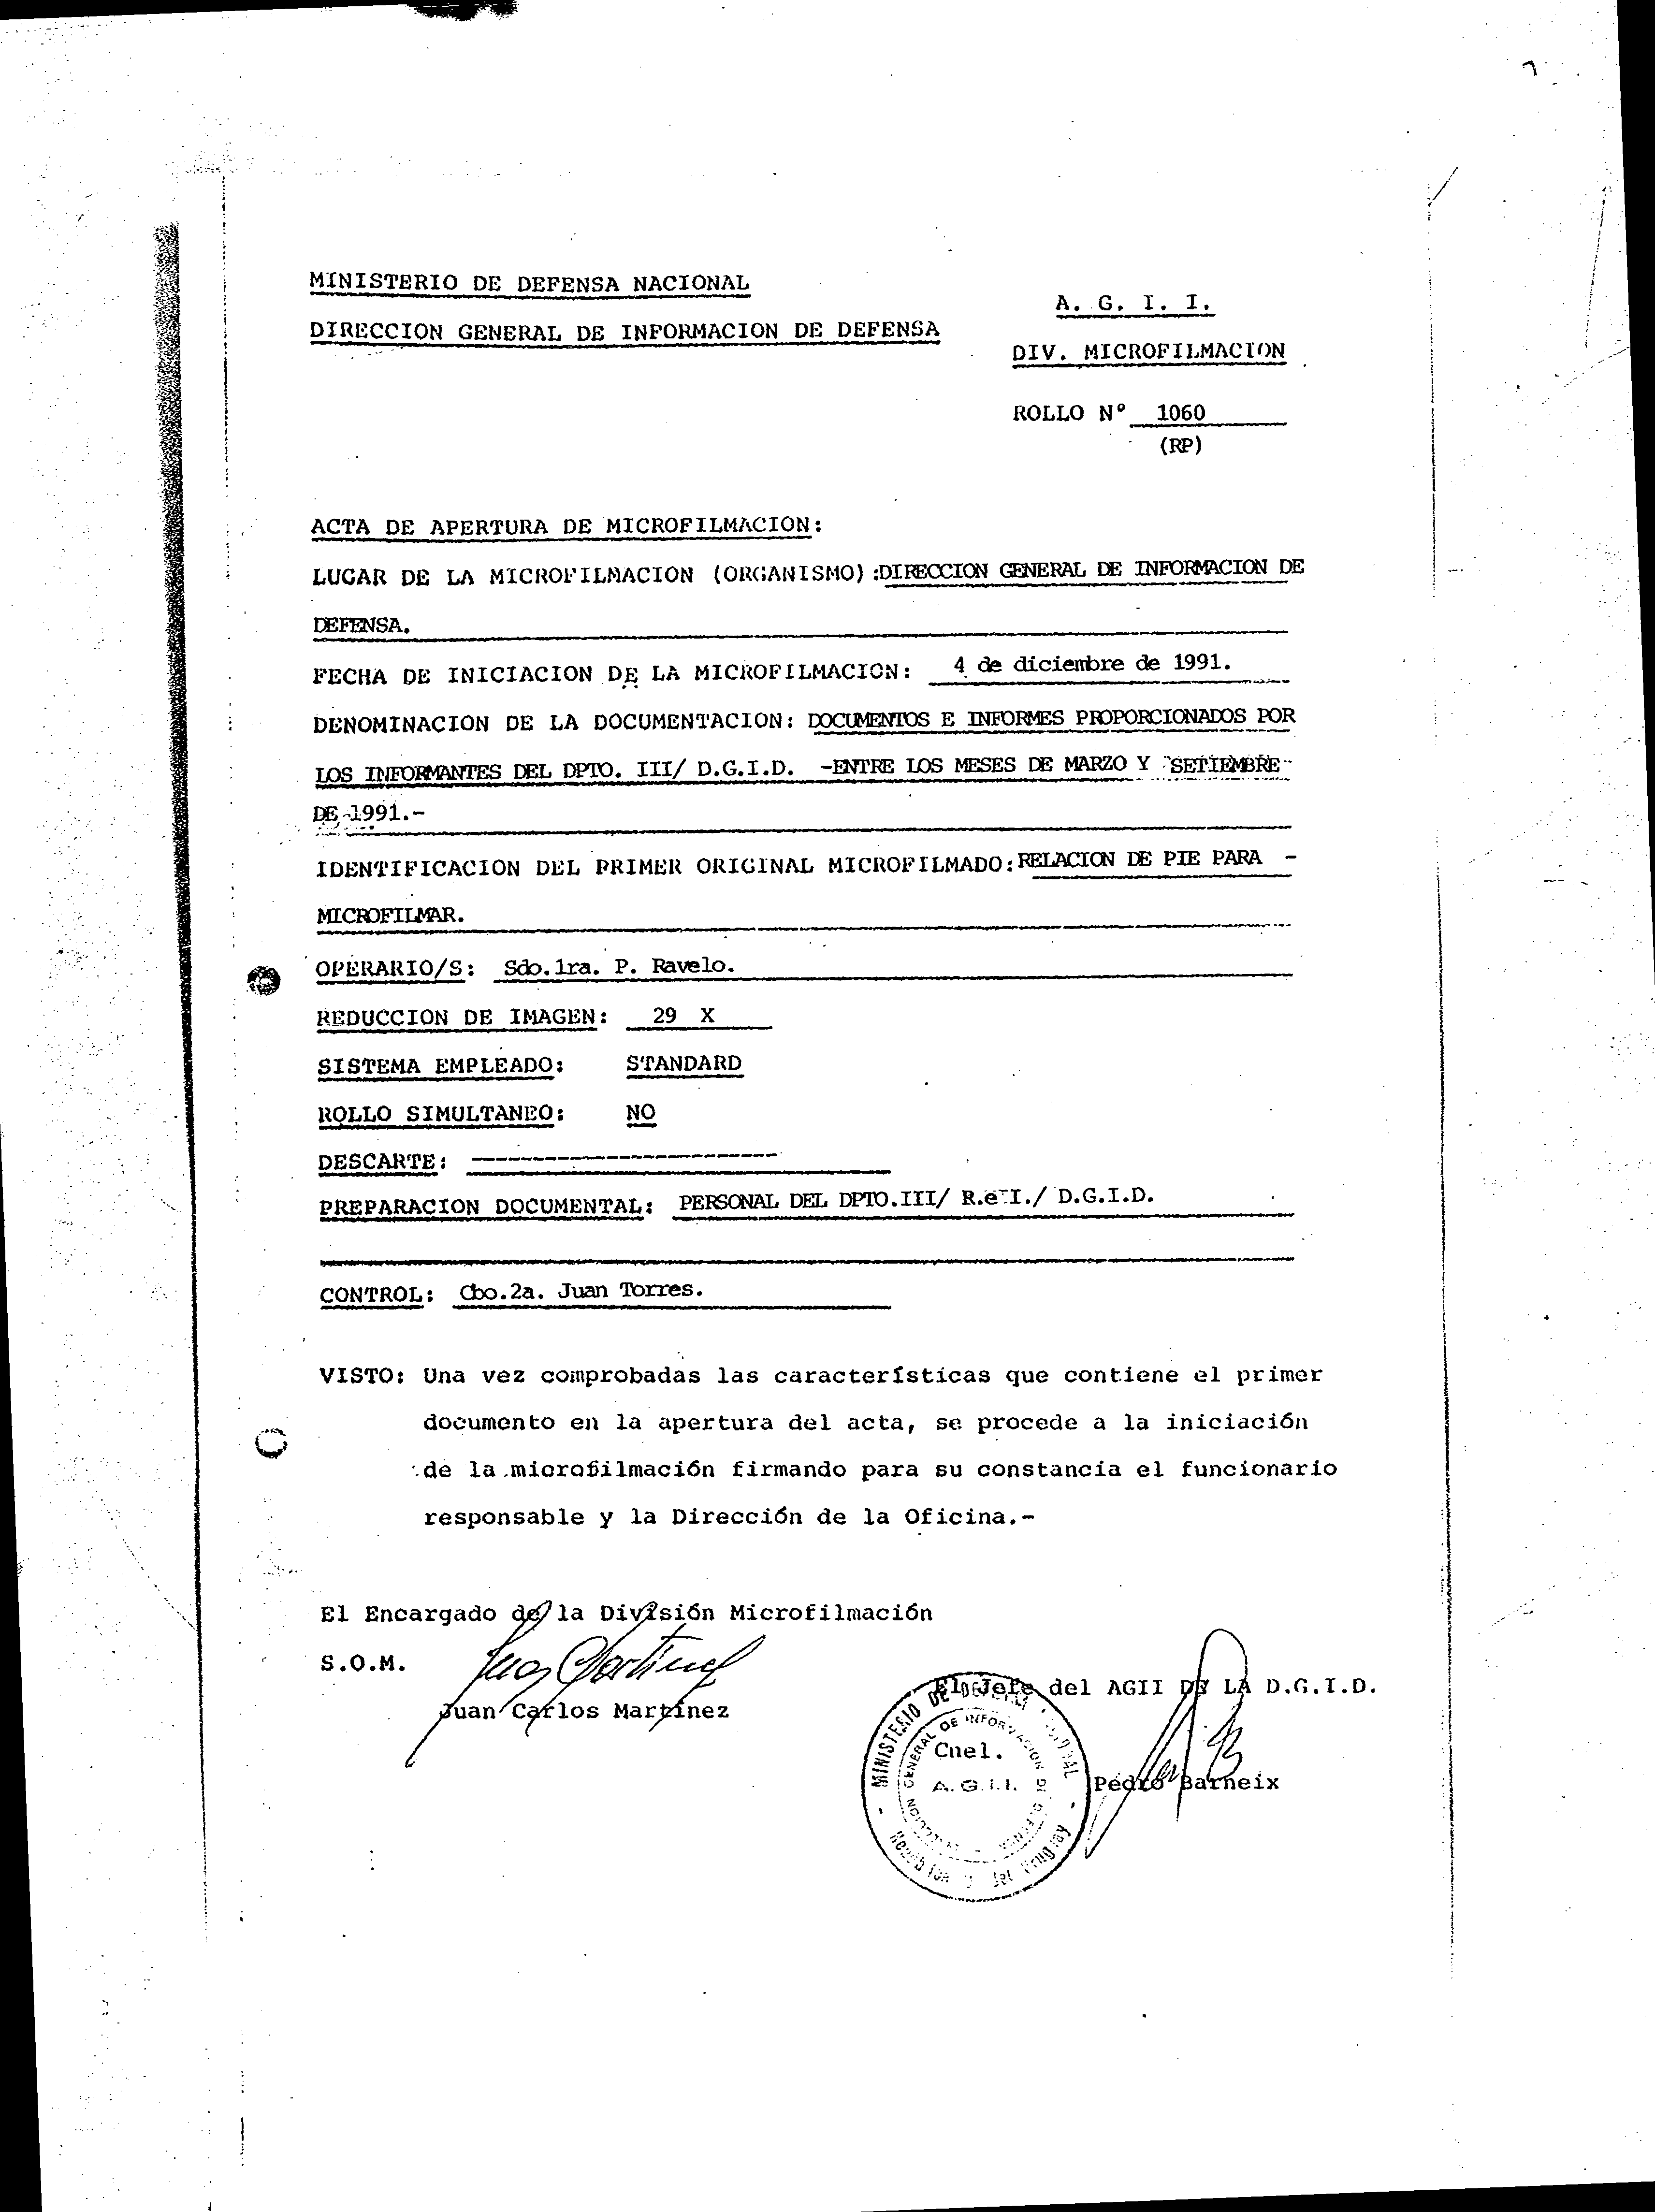 MINISTERIO DE DEFENSA NACIONAL
DIRECCION GENERAL DE INFORMACION DE DEFENSA
A. G. I. I.
DIV. MICROFILMACION
ROLLO Nº 1060
(RP)
ACTA DE APERTURA DE MICROFILMACION:
LUGAR DE LA MICROFILMACION (ORGANISMO):DIRECCION GENERAL DE INFORMACION DE
DEFENSA.
FECHA DE INICIACION DE LA MICROFILMACION: 4 de diciembre de 1991.
DENOMINACION DE LA DOCUMENTACION: DOCUMENTOS E INFORMES PROPORCIONADOS POR
LOS INFORMANTES DEL DPTO. III/ D.G.I.D. -ENTRE LOS MESES DE MARZO Y SETIEMBRE
DE 1991.-
IDENTIFICACION DEL PRIMER ORIGINAL MICROFILMADO:RELACION DE PIE PARA -
MICROFILMAR.
OPERARIO/S: Sdo.1ra. P. Ravelo.
REDUCCION DE IMAGEN: 29 X
SISTEMA EMPLEADO: STANDARD
ROLLO SIMULTANEO: NO
DESCARTE: ----------------------
PREPARACION DOCUMENTAL: PERSONAL DEL DPTO.III/ R.e I./ D.G.I.D.
CONTROL: Cbo.2a. Juan Torres.
VISTO: Una vez comprobadas las características que contiene el primer
documento en la apertura del acta, se procede a la iniciación
de la microfilmación firmando para su constancia el funcionario
responsable y la Dirección de la Oficina.-
El Encargado de la División Microfilmación
S.O.M.
Juan Carlos Martínez
El Jefe del AGII DE LA D.G.I.D.
Cnel.
Pedro Barneix
MINISTERIO DE DEFENSA NACIONAL
DIRECCION GENERAL DE INFORMACION DE DEFENSA
A.G.I.I.